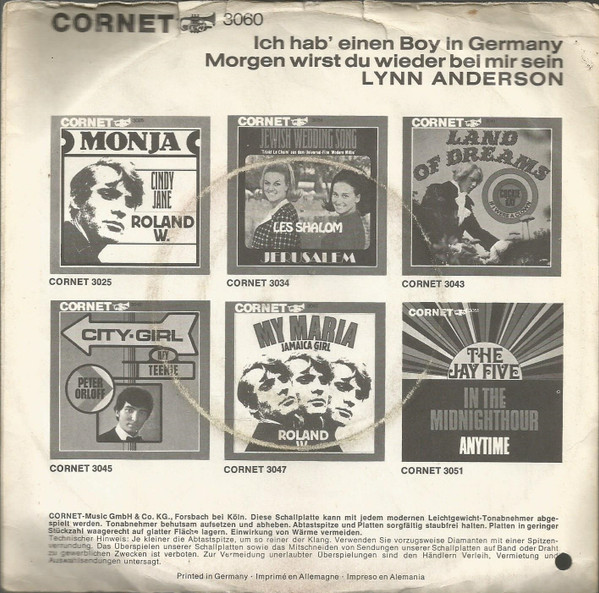 CORNET 3060
Ich hab' einen Boy in Germany
Morgen wirst du wieder bei mir sein
LYNN ANDERSON
CORNET
MONJA
CINDY
JANE
ROLAND
W.
CORNET 3025
CORNET
JEWISH WEDDING SONG
LES SHALOM
JERUSALEM
CORNET 3034
CORNET
LAND
OF DREAMS
CORNET 3043
CORNET
CITY-GIRL
MY
TEENIE
PETER
ORLOFF
CORNET 3045
CORNET
MY MARIA
JAMAICA GIRL
ROLAND
W.
CORNET 3047
CORNET
THE
JAY FIVE
IN THE
MIDNIGHTHOUR
ANYTIME
CORNET 3051
CORNET-Music GmbH & Co. KG., Forsbach bei Köln. Diese Schallplatte kann mit jedem modernen Leichtgewicht-Tonabnehmer abge-
spielt werden. Tonabnehmer behutsam aufsetzen und abheben. Abtastspitze und Platten sorgfältig staubfrei halten. Platten in geringer
Stückzahl waagerecht auf glatter Fläche lagern. Einwirkung von Wärme vermeiden.
Technischer Hinweis: Je kleiner die Abtastspitze, um so reiner der Klang. Verwenden Sie vorzugsweise Diamanten mit einer Spitzen-
verrundung. Das Überspielen unserer Schallplatten sowie das Mitschneiden von Sendungen unserer Schallplatten auf Band oder Draht
zu gewerblichen Zwecken ist verboten. Zur Vermeidung unerlaubter Überspielungen sind den Händlern Verleih, Vermietung und
Auswahlsendungen untersagt.
Printed in Germany - Imprimé en Allemagne - Impreso en Alemania